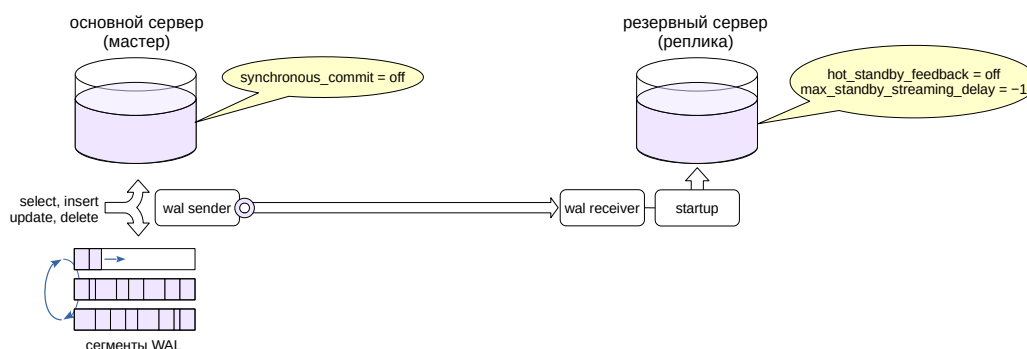 основной сервер
(мастер)
резервный сервер
(реплика)
synchronous_commit = off
hot_standby_feedback = off
max_standby_streaming_delay = −1
select, insert
update, delete
wal sender
wal receiver
startup
сегменты WAL